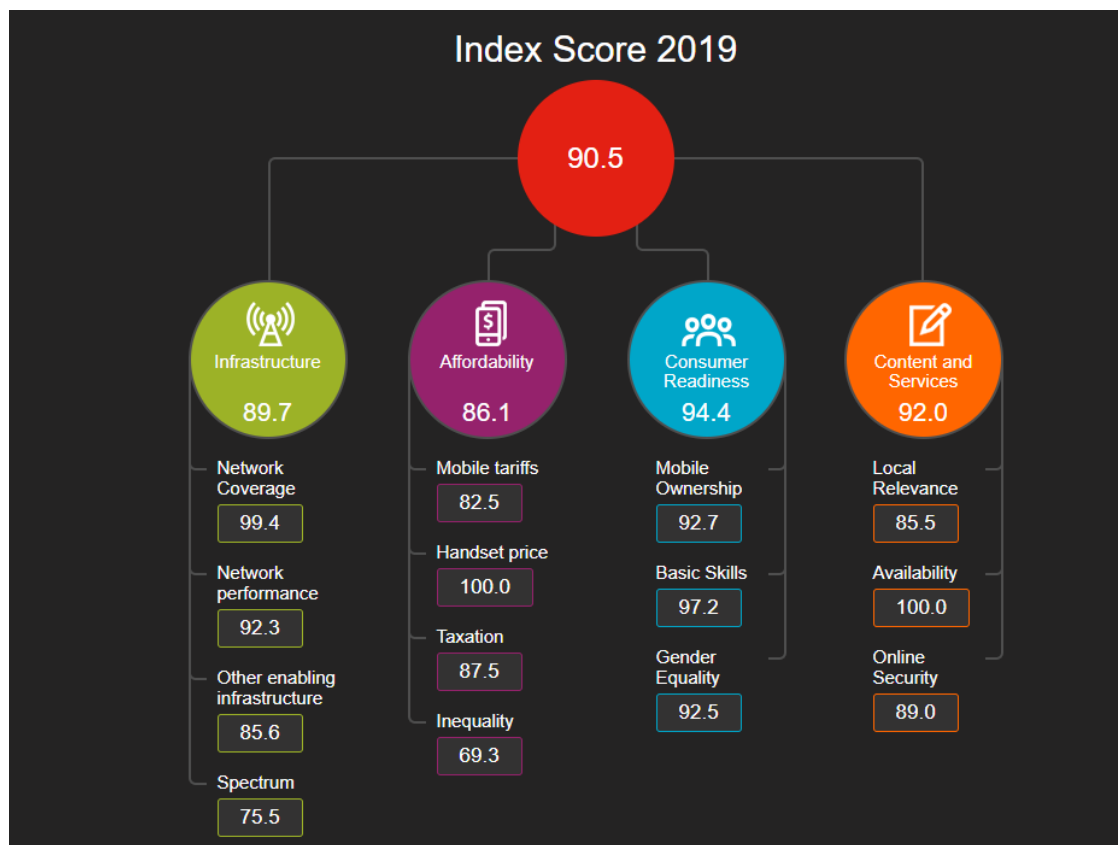 Index Score 2019
90.5
Infrastructure
89.7
Network
Coverage
99.4
Network
performance
92.3
Other enabling
infrastructure
85.6
Spectrum
75.5
$
Affordability
86.1
Mobile tariffs
82.5
Handset price
100.0
Taxation
87.5
Inequality
69.3
Consumer
Readiness
94.4
Mobile
Ownership
92.7
Basic Skills
97.2
Gender
Equality
92.5
Content and
Services
92.0
Local
Relevance
85.5
Availability
100.0
Online
Security
89.0